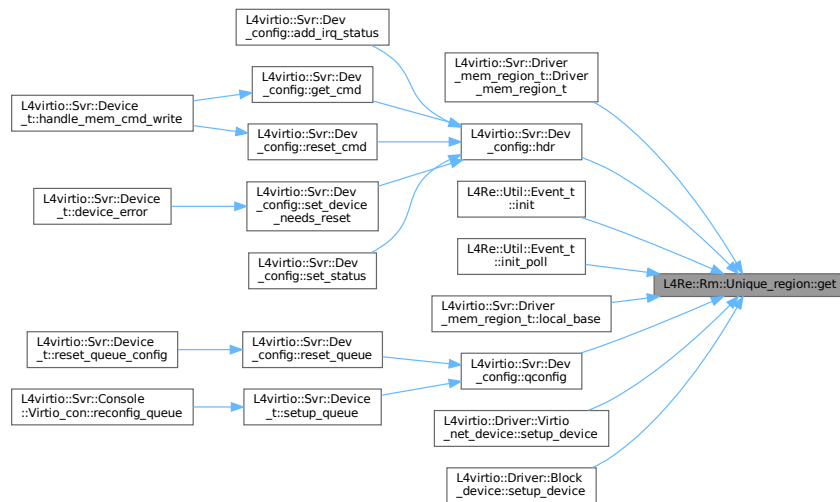 L4virtio::Svr::Dev
_config::add_irq_status
L4virtio::Svr::Driver
_mem_region_t::Driver
_mem_region_t
L4virtio::Svr::Dev
_config::get_cmd
L4virtio::Svr::Device
_t::handle_mem_cmd_write
L4virtio::Svr::Dev
_config::reset_cmd
L4virtio::Svr::Dev
_config::hdr
L4virtio::Svr::Device
_t::device_error
L4virtio::Svr::Dev
_config::set_device
_needs_reset
L4Re::Util::Event_t
::init
L4virtio::Svr::Dev
_config::set_status
L4Re::Util::Event_t
::init_poll
L4Re::Rm::Unique_region::get
L4virtio::Svr::Driver
_mem_region_t::local_base
L4virtio::Svr::Device
_t::reset_queue_config
L4virtio::Svr::Dev
_config::reset_queue
L4virtio::Svr::Dev
_config::qconfig
L4virtio::Svr::Console
::Virtio_con::reconfig_queue
L4virtio::Svr::Device
_t::setup_queue
L4virtio::Driver::Virtio
_net_device::setup_device
L4virtio::Driver::Block
_device::setup_device